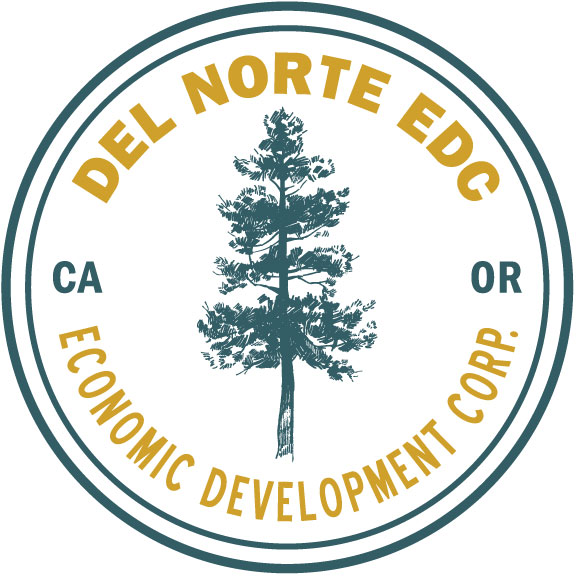 DEL NORTE EDC
CA
OR
ECONOMIC DEVELOPMENT CORP.